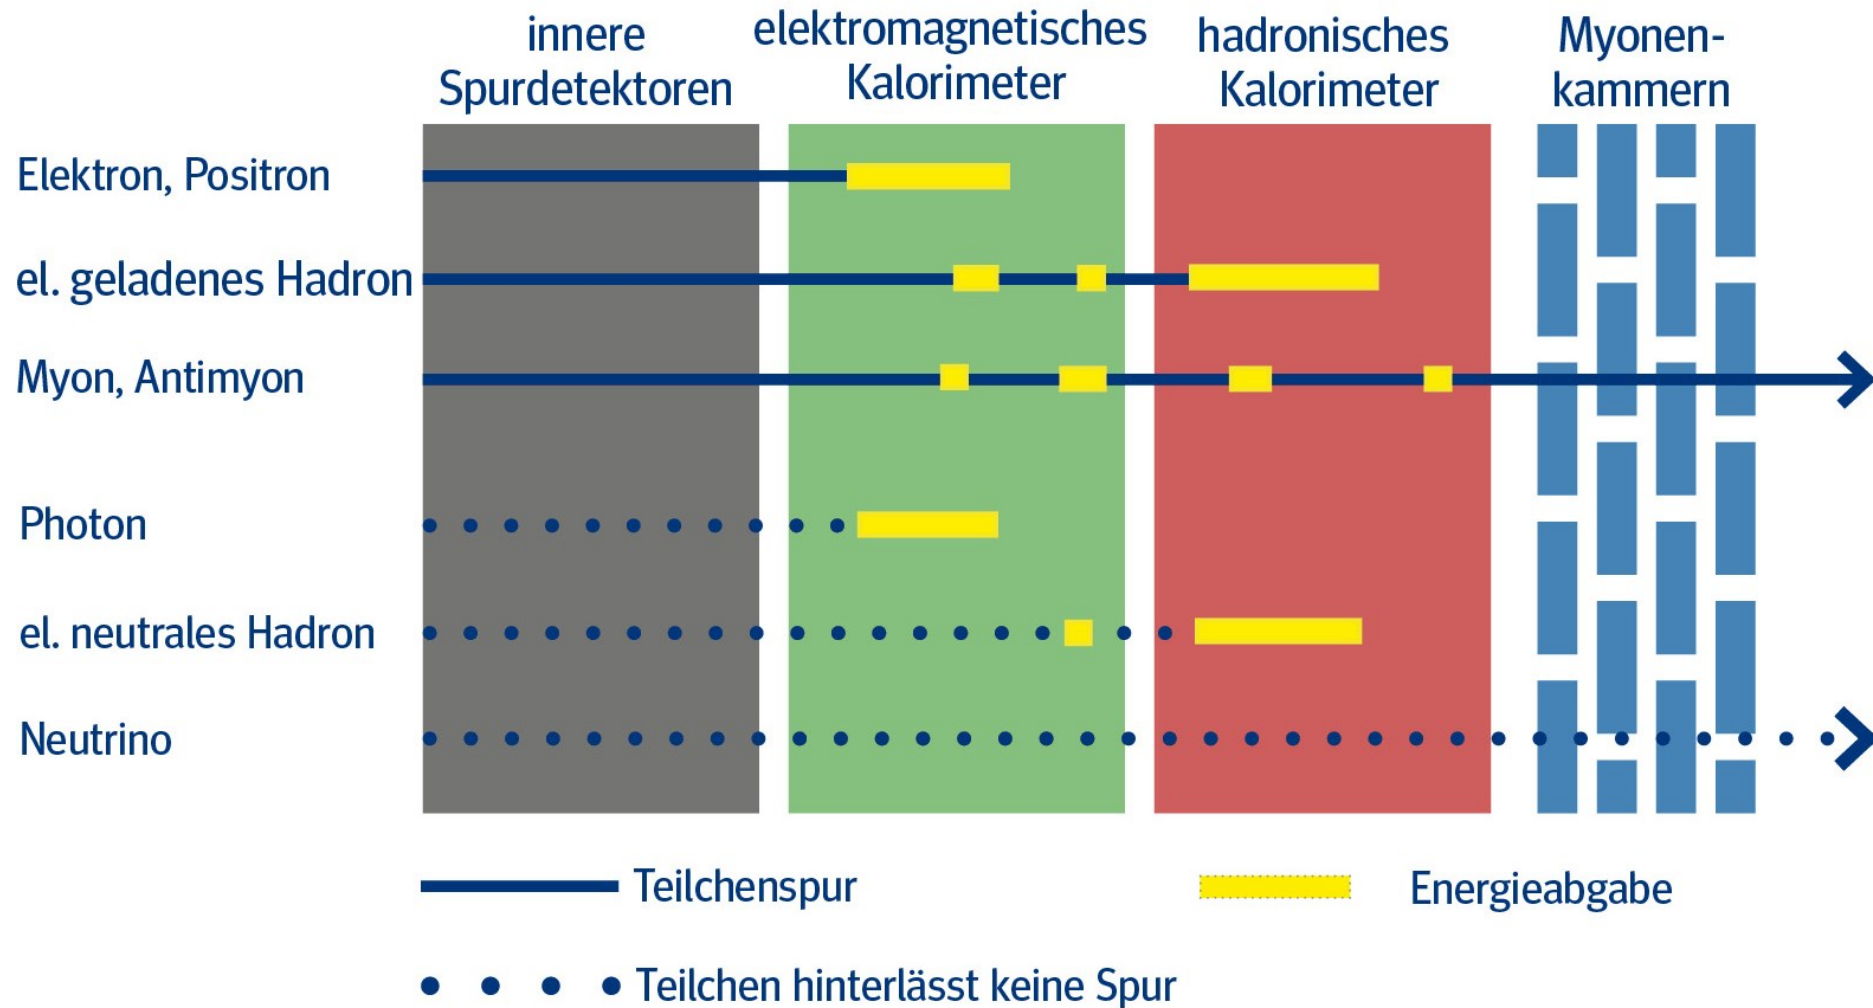 innere
Spurdetektoren
elektromagnetisches
Kalorimeter
hadronisches
Kalorimeter
Myonen-
kammern
Elektron, Positron
el. geladenes Hadron
Myon, Antimyon
Photon
el. neutrales Hadron
Neutrino
Teilchenspur
Energieabgabe
Teilchen hinterlässt keine Spur